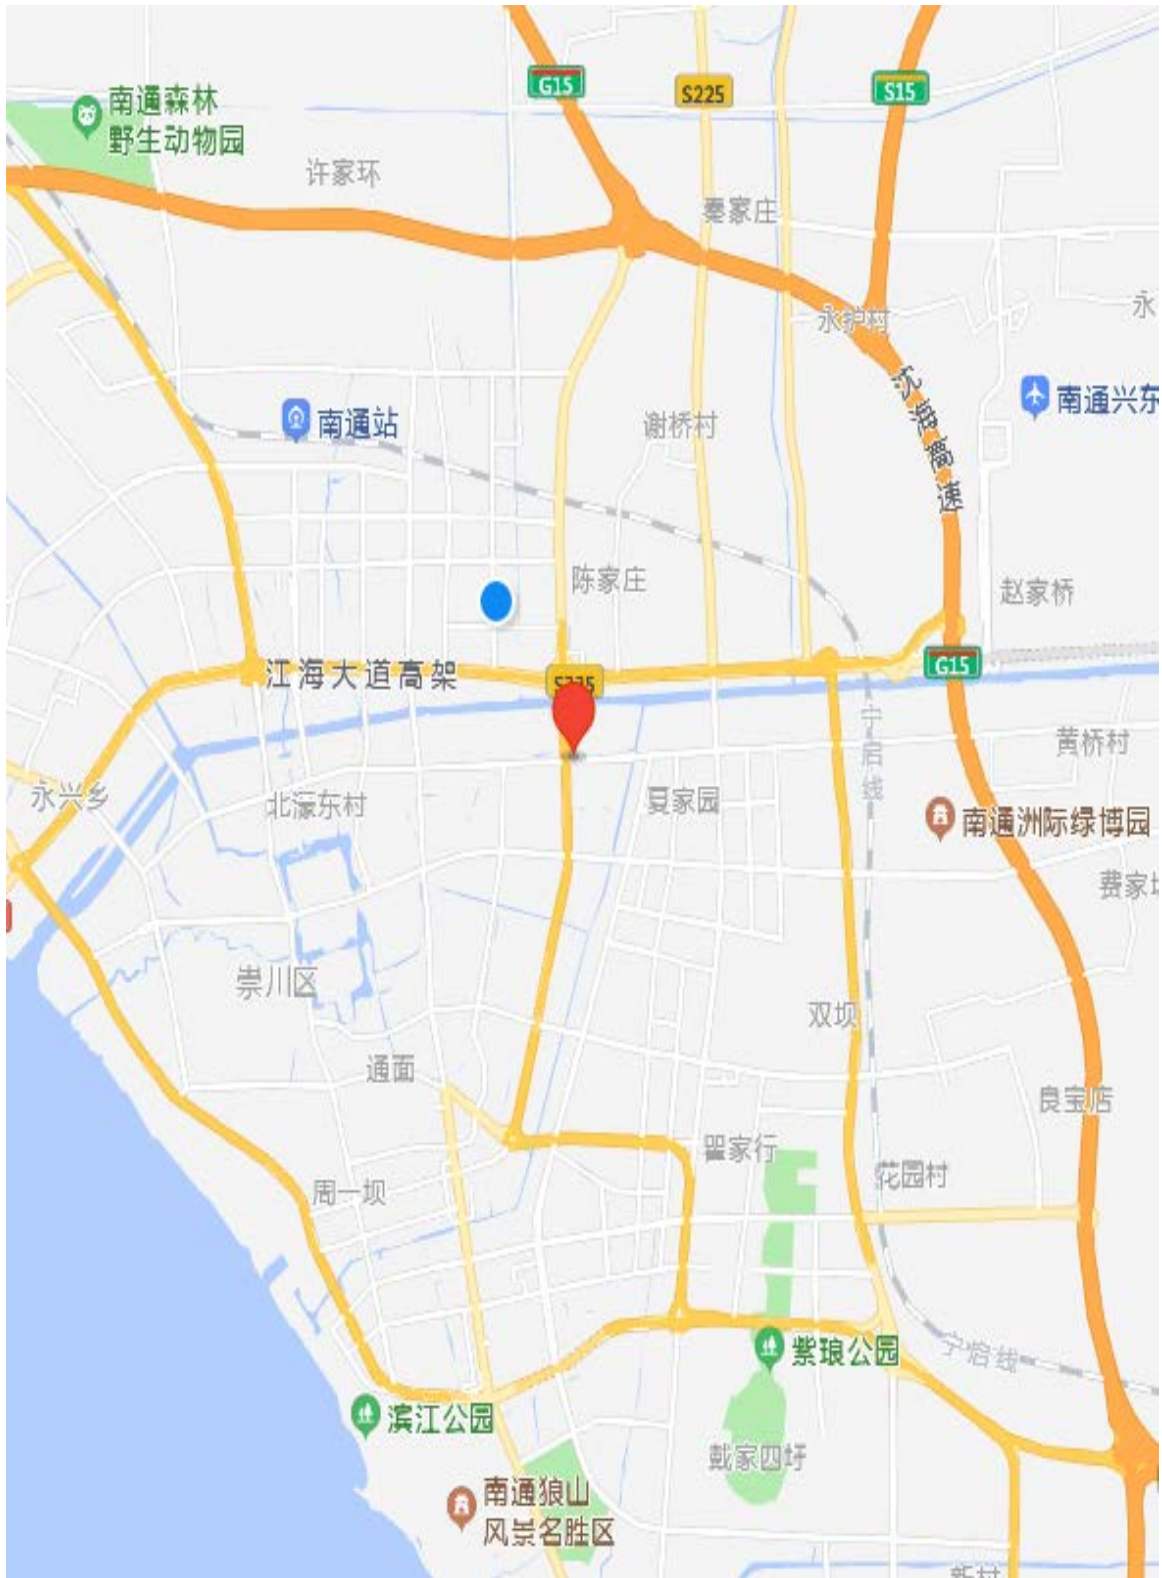 G15
S225
S15
南通森林
野生动物园
许家环
秦家庄
永护村
永
沈海高速
南通兴东
南通站
谢桥村
陈家庄
赵家桥
江海大道高架
G15
宁启线
黄桥村
永兴乡
北濠东村
夏家园
南通洲际绿博园
费家
崇川区
双坝
通面
良宝店
瞿家行
花园村
周一坝
宁启线
紫琅公园
滨江公园
戴家四圩
南通狼山
风景名胜区
新村